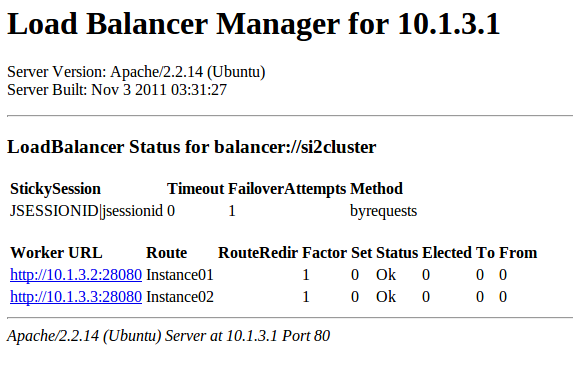 Load Balancer Manager for 10.1.3.1
Server Version: Apache/2.2.14 (Ubuntu)
Server Built: Nov 3 2011 03:31:27
LoadBalancer Status for balancer://si2cluster
StickySession Timeout FailoverAttempts Method
JSESSIONID|jsessionid 0 1 byrequests
Worker URL Route RouteRedir Factor Set Status Elected To From
http://10.1.3.2:28080 Instance01 1 0 Ok 0 0 0
http://10.1.3.3:28080 Instance02 1 0 Ok 0 0 0
Apache/2.2.14 (Ubuntu) Server at 10.1.3.1 Port 80